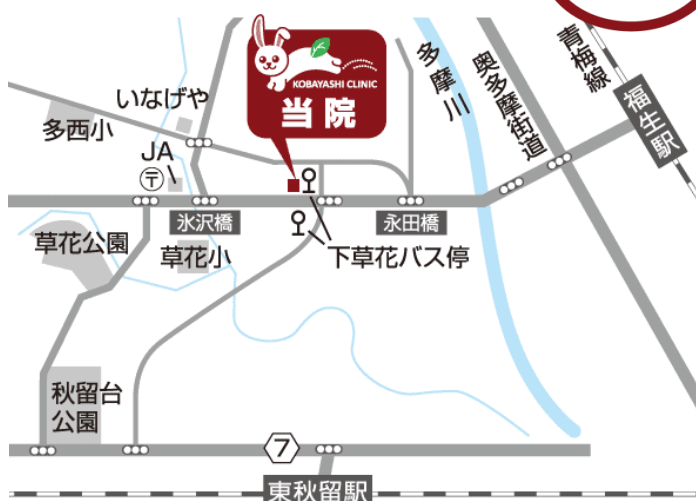 KOBAYASHI CLINIC
当院
いなげや
多西小
JA
〒
多摩川
奥多摩街道
青梅線
福生駅
氷沢橋
永田橋
草花公園
草花小
下草花バス停
秋留台
公園
7
東秋留駅